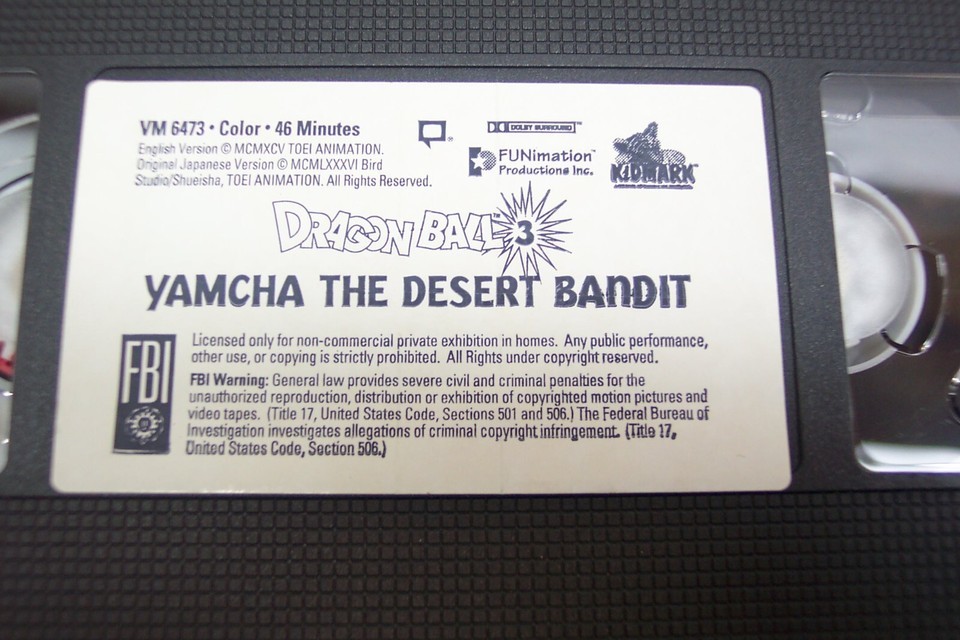 VM 6473 • Color • 46 Minutes
English Version © MCMXCV TOEI ANIMATION.
Original Japanese Version © MCMLXXXVI Bird
Studio/Shueisha, TOEI ANIMATION. All Rights Reserved.
®
DOLBY SURROUND™
FUNimation™
Productions Inc.
KIDMARK
DRAGON BALL™ 3
YAMCHA THE DESERT BANDIT
FBI
Licensed only for non-commercial private exhibition in homes. Any public performance,
other use, or copying is strictly prohibited. All Rights under copyright reserved.
FBI Warning: General law provides severe civil and criminal penalties for the
unauthorized reproduction, distribution or exhibition of copyrighted motion pictures and
video tapes. (Title 17, United States Code, Sections 501 and 506.) The Federal Bureau of
Investigation investigates allegations of criminal copyright infringement. (Title 17,
United States Code, Section 506.)